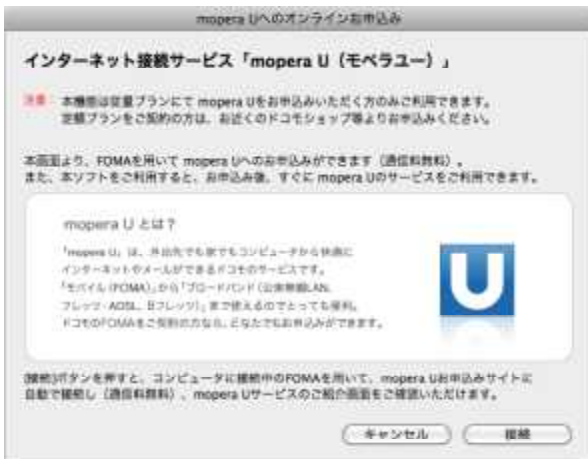 mopera Uへのオンラインお申込み
インターネット接続サービス「mopera U（モペラユー）」
注意：本機能は従量プランにて mopera Uをお申込みいただく方のみご利用できます。
定額プランをご契約の方は、お近くのドコモショップ等よりお申込みください。
本画面より、FOMAを用いて mopera Uへのお申込みができます（通信料無料）。
また、本ソフトをご利用すると、お申込み後、すぐに mopera Uのサービスをご利用できます。
mopera U とは？
「mopera U」は、外出先でも家でもコンピュータから快適に
インターネットやメールができるドコモのサービスです。
「モバイル（FOMA）」から「ブロードバンド（公衆無線LAN、
フレッツ・ADSL、Bフレッツ）」まで使えるのでとっても便利。
ドコモのFOMAをご契約の方なら、どなたでもお申込みができます。
U
[接続]ボタンを押すと、コンピュータに接続中のFOMAを用いて、mopera Uお申込みサイトに
自動で接続し（通信料無料）、mopera Uサービスのご紹介画面をご確認いただけます。
キャンセル
接続